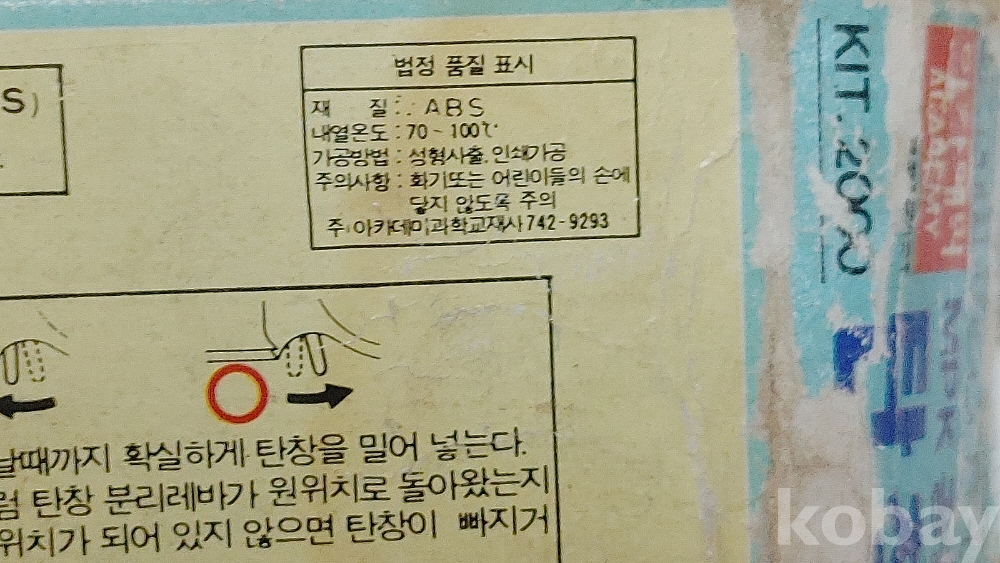 S)
법정 품질 표시
재 질 : ABS
내열온도 : 70~100℃
가공방법 : 성형사출, 인쇄가공
주의사항 : 화기또는 어린이들의 손에
닿지 않도록 주의
주) 아카데미과학교재사 742-9293
날때까지 확실하게 탄창을 밀어 넣는다.
럼 탄창 분리레바가 원위치로 돌아왔는지
위치가 되어 있지 않으면 탄창이 빠지거
KIT. 200
ACADEMY
kobay